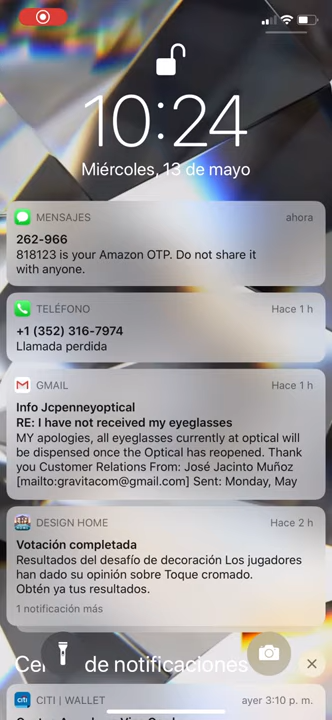 10:24
Miércoles, 13 de mayo
MENSAJES ahora
262-966
818123 is your Amazon OTP. Do not share it
with anyone.
TELÉFONO Hace 1 h
+1 (352) 316-7974
Llamada perdida
GMAIL Hace 1 h
Info Jcpenneyoptical
RE: I have not received my eyeglasses
MY apologies, all eyeglasses currently at optical will
be dispensed once the Optical has reopened. Thank
you Customer Relations From: José Jacinto Muñoz
[mailto:gravitacom@gmail.com] Sent: Monday, May
DESIGN HOME Hace 2 h
Votación completada
Resultados del desafío de decoración Los jugadores
han dado su opinión sobre Toque cromado.
Obtén ya tus resultados.
1 notificación más
de notificaciones
citi CITI | WALLET ayer 3:10 p. m.